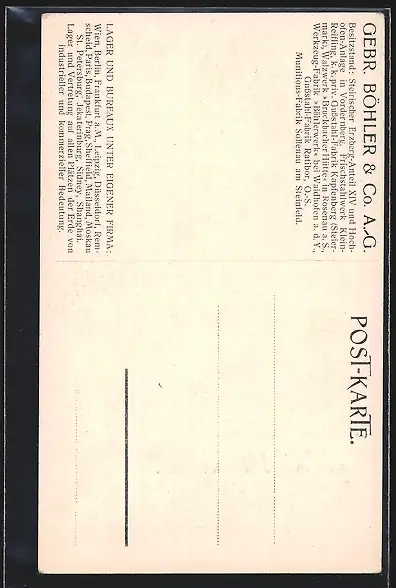 GEBR. BÖHLER & Co. A.-G.
Besitzstand: Steirischer Erzberg-Anteil XIV und Hoch-
ofen-Anlage in Vordernberg, Frischstahlwerk Klein-
Reifling, k. k. priv. Gußstahl-Fabrik Kapfenberg (Steier-
mark), Walzwerk »Bruckbacher Hütte« in Rosenau a. S.,
Werkzeug-Fabrik »Böhlerwerk« bei Waidhofen a. d. Y.,
Gußstahl-Fabrik Ratibor, O.-S.
Munitions-Fabrik Sollenau am Steinfeld.
LAGER UND BUREAUX UNTER EIGENER FIRMA:
Wien, Berlin, Frankfurt a. M., Leipzig, Düsseldorf, Rem-
scheid, Paris, Budapest, Prag, Sheffield, Mailand, Moskau
St. Petersburg, Jekaterinburg, Sidney, Shanghai.
Lager und Vertretung auf allen Plätzen der Erde von
industrieller und kommerzieller Bedeutung.
POST-KARTE.